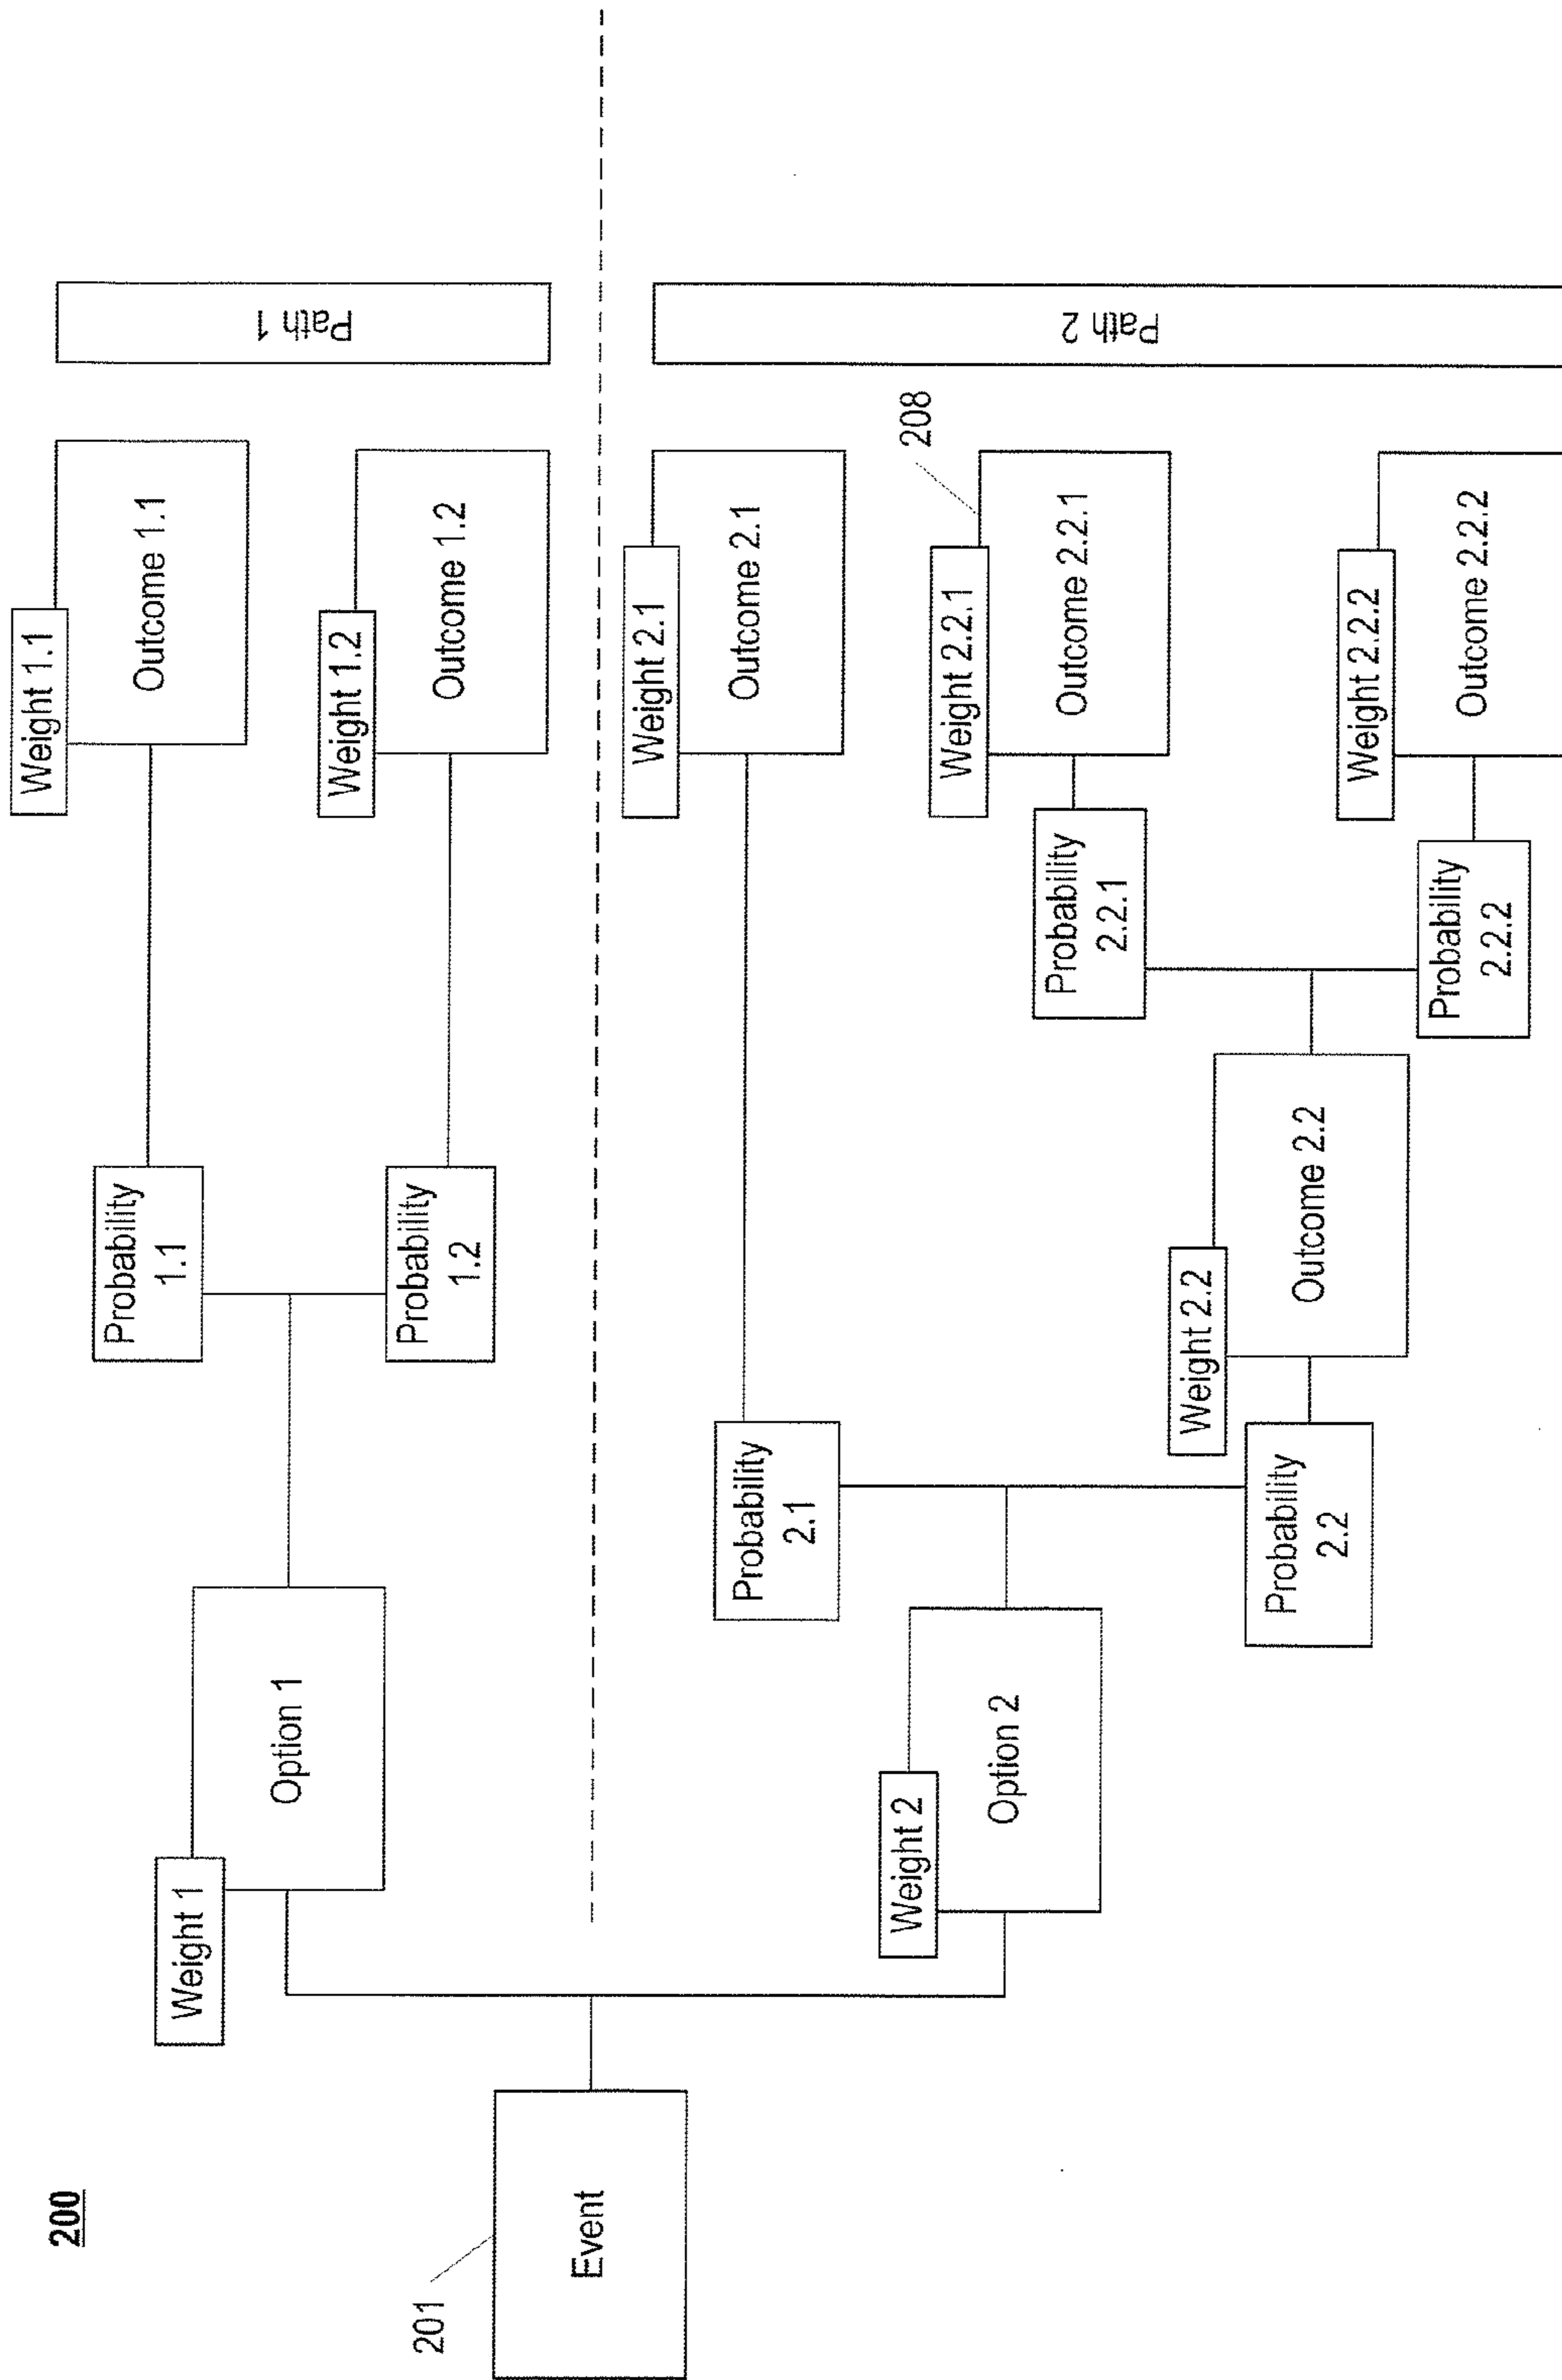 200
201
Event
Weight 1
Option 1
Probability
1.1
Weight 1.1
Outcome 1.1
Probability
1.2
Weight 1.2
Outcome 1.2
Path 1
Weight 2
Option 2
Probability
2.1
Weight 2.1
Outcome 2.1
Probability
2.2
Weight 2.2
Outcome 2.2
Probability
2.2.1
Weight 2.2.1
Outcome 2.2.1
208
Probability
2.2.2
Weight 2.2.2
Outcome 2.2.2
Path 2